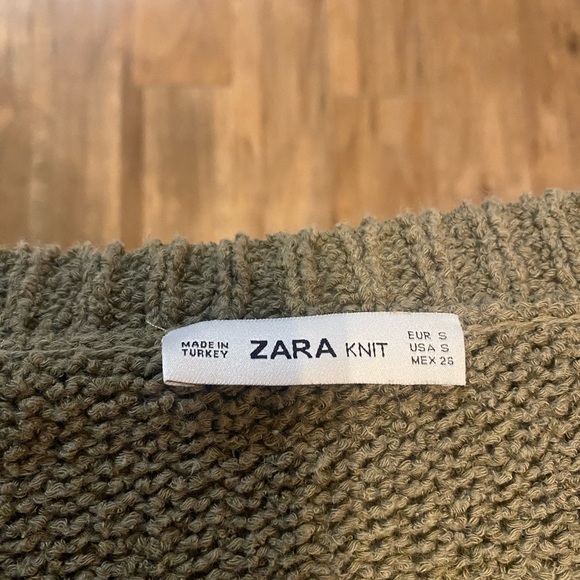 MADE IN
TURKEY
ZARA KNIT
EUR S
USA S
MEX 26